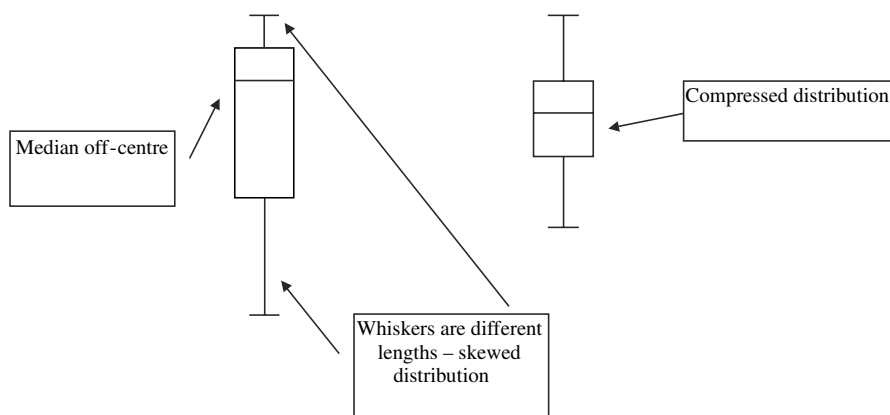 Compressed distribution
Median off-centre
Whiskers are different
lengths – skewed
distribution